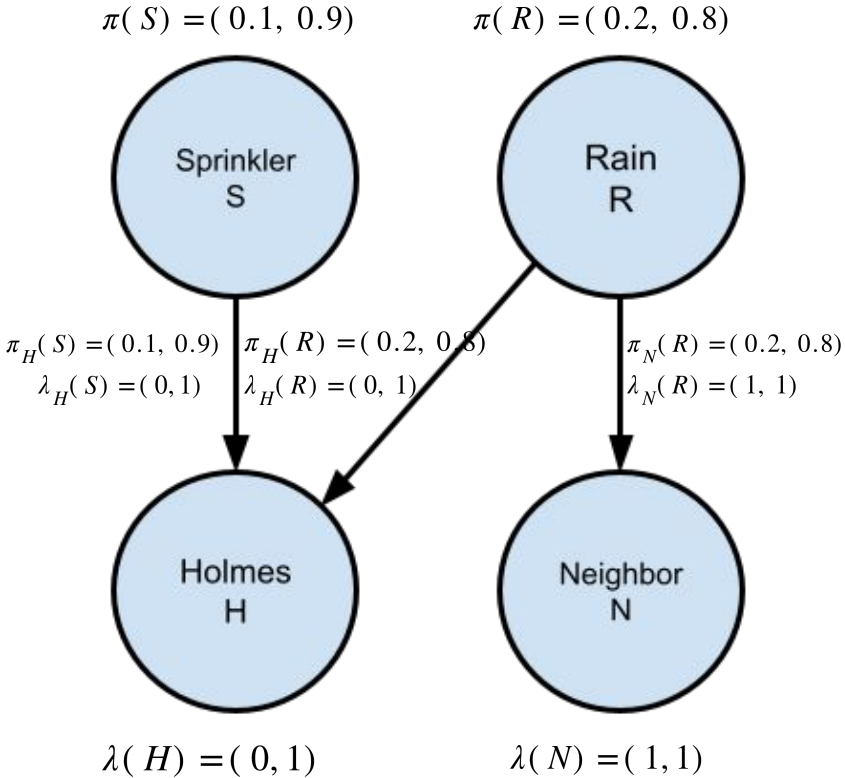 π( S) =( 0.1, 0.9)
π( R) =( 0.2, 0.8)
Sprinkler
S
Rain
R
π_H( S) =( 0.1, 0.9)
λ_H( S) =( 0,1)
π_H( R) =( 0.2, 0.8)
λ_H( R) =( 0, 1)
π_N( R) =( 0.2, 0.8)
λ_N( R) =( 1, 1)
Holmes
H
Neighbor
N
λ( H) =( 0,1)
λ( N) =( 1,1)